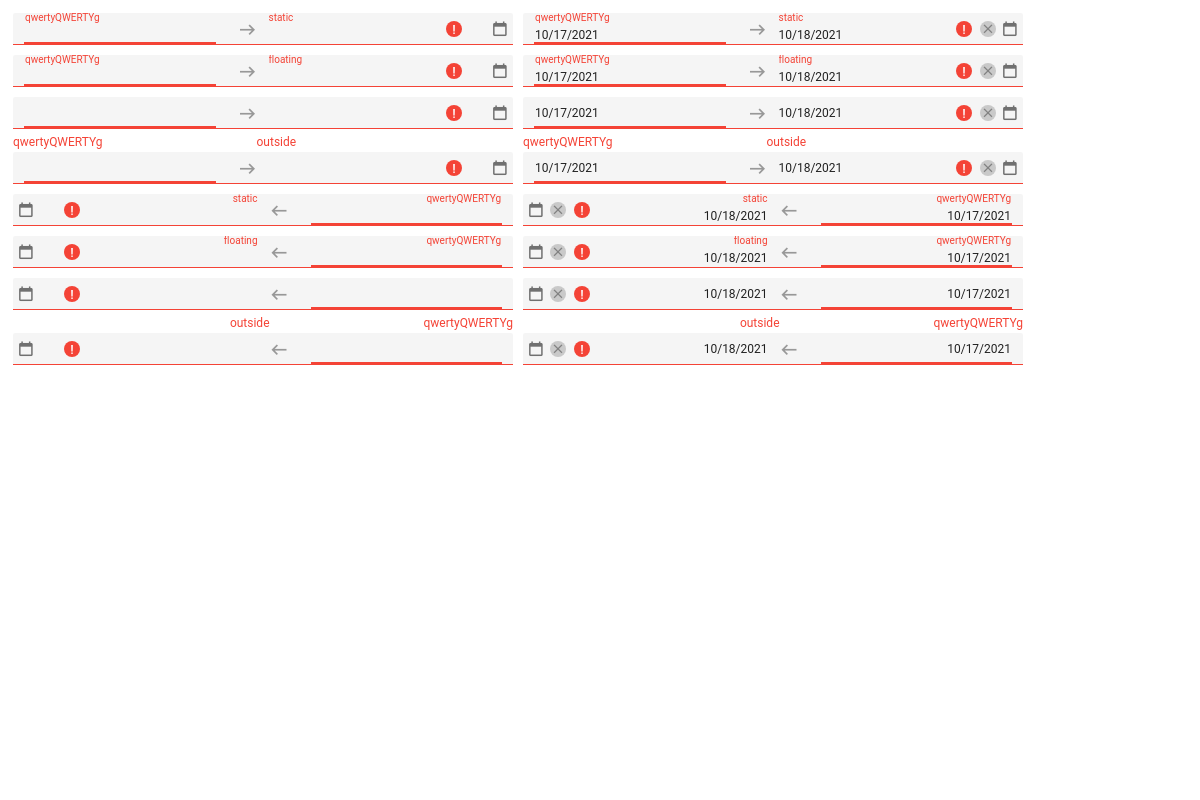 qwertyQWERTYg static qwertyQWERTYg static
10/17/2021 10/18/2021
qwertyQWERTYg floating qwertyQWERTYg floating
10/17/2021 10/18/2021
10/17/2021 10/18/2021
qwertyQWERTYg outside qwertyQWERTYg outside
10/17/2021 10/18/2021
static qwertyQWERTYg static qwertyQWERTYg
10/18/2021 10/17/2021
floating qwertyQWERTYg floating qwertyQWERTYg
10/18/2021 10/17/2021
10/18/2021 10/17/2021
outside qwertyQWERTYg outside qwertyQWERTYg
10/18/2021 10/17/2021